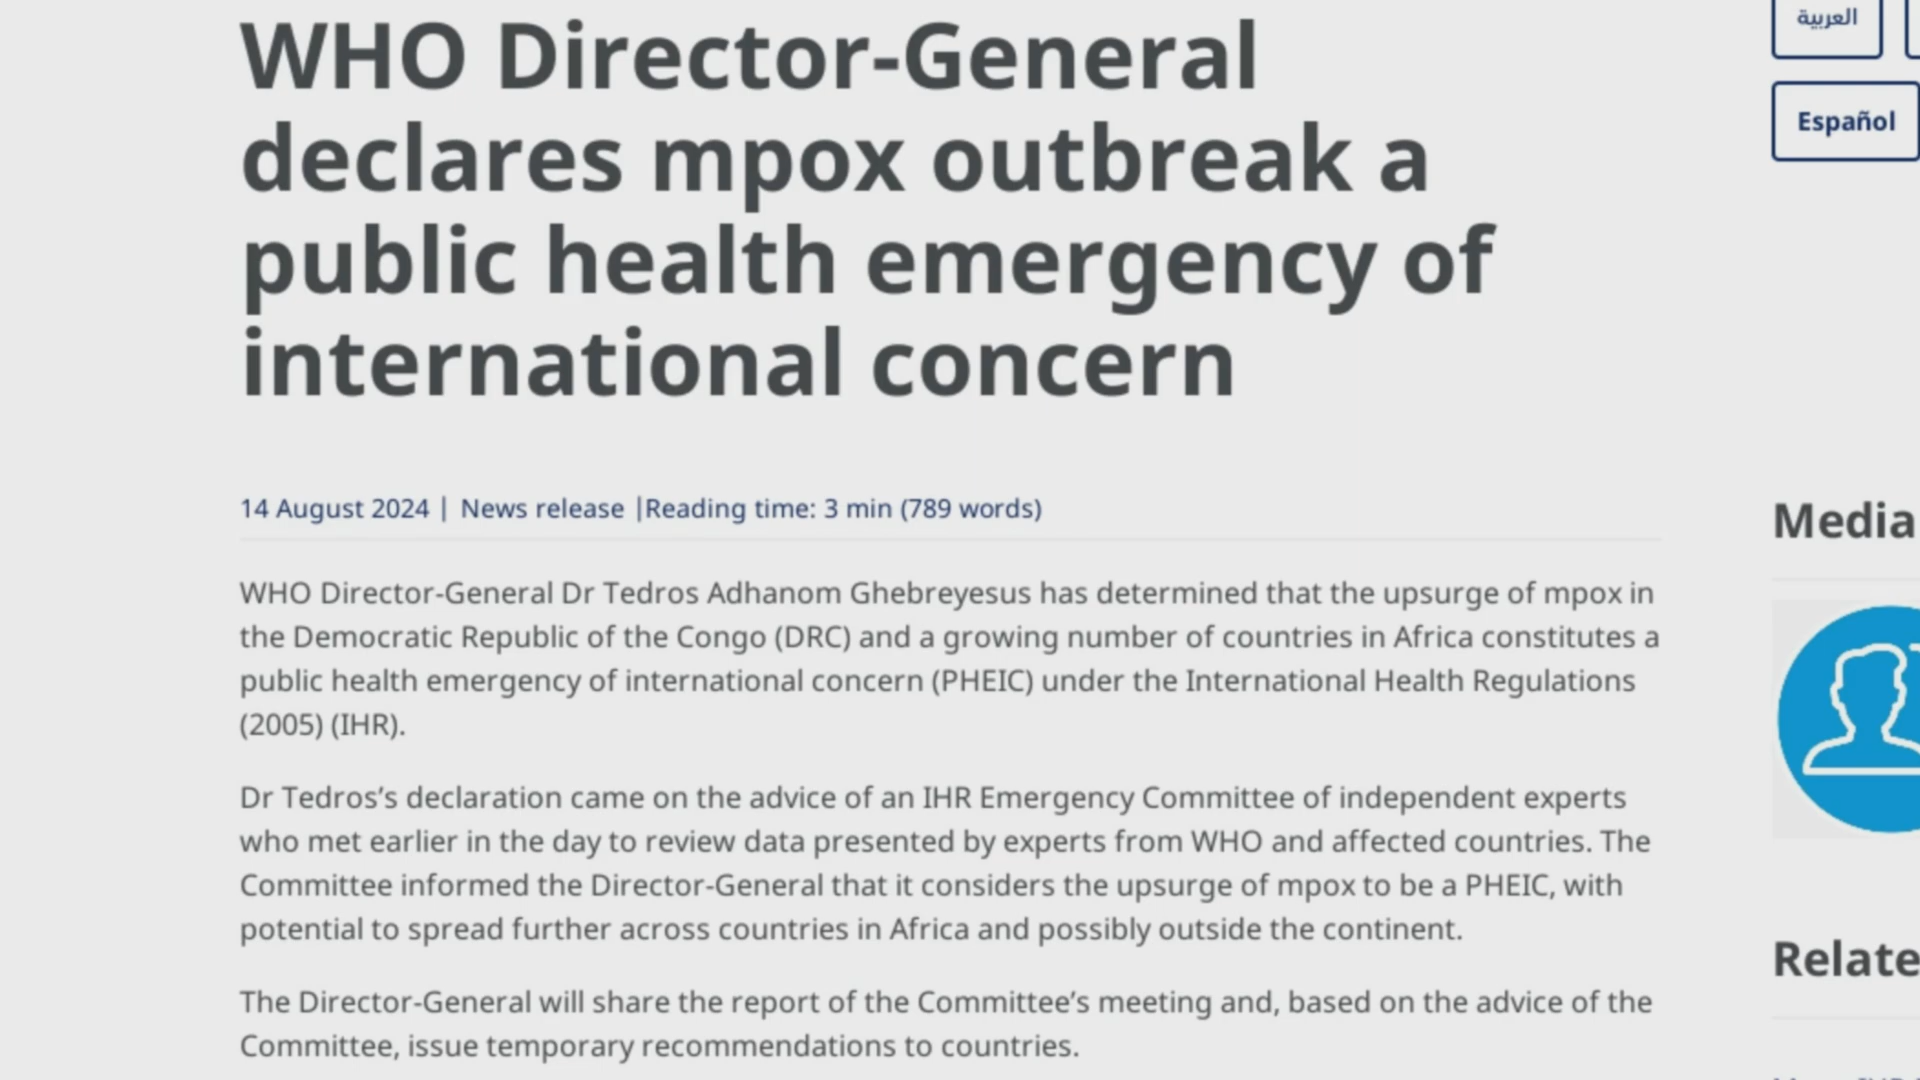 WHO Director-General
declares mpox outbreak a
public health emergency of
international concern
14 August 2024 | News release |Reading time: 3 min (789 words)
WHO Director-General Dr Tedros Adhanom Ghebreyesus has determined that the upsurge of mpox in
the Democratic Republic of the Congo (DRC) and a growing number of countries in Africa constitutes a
public health emergency of international concern (PHEIC) under the International Health Regulations
(2005) (IHR).
Dr Tedros’s declaration came on the advice of an IHR Emergency Committee of independent experts
who met earlier in the day to review data presented by experts from WHO and affected countries. The
Committee informed the Director-General that it considers the upsurge of mpox to be a PHEIC, with
potential to spread further across countries in Africa and possibly outside the continent.
The Director-General will share the report of the Committee’s meeting and, based on the advice of the
Committee, issue temporary recommendations to countries.
العربية
Español
Media
Relate